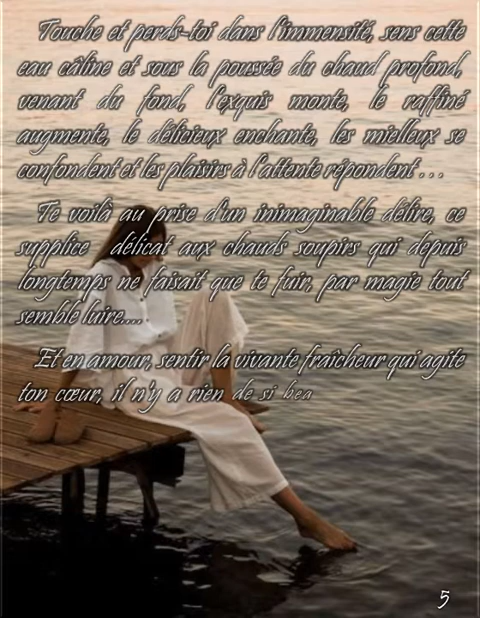 Touche et perds-toi dans l'immensité, sens cette
eau câline et sous la poussée du chaud profond,
venant du fond, l'exquis monte, le raffiné
augmente, le délicieux enchante, les mielleux se
confondent et les plaisirs à l'attente répondent . . .
Te voilà au prise d'un inimaginable délire, ce
supplice délicat aux chauds soupirs qui depuis
longtemps ne faisait que te fuir, par magie tout
semble luire....
Et en amour, sentir la vivante fraîcheur qui agite
ton cœur, il n'y a rien de si bea
5